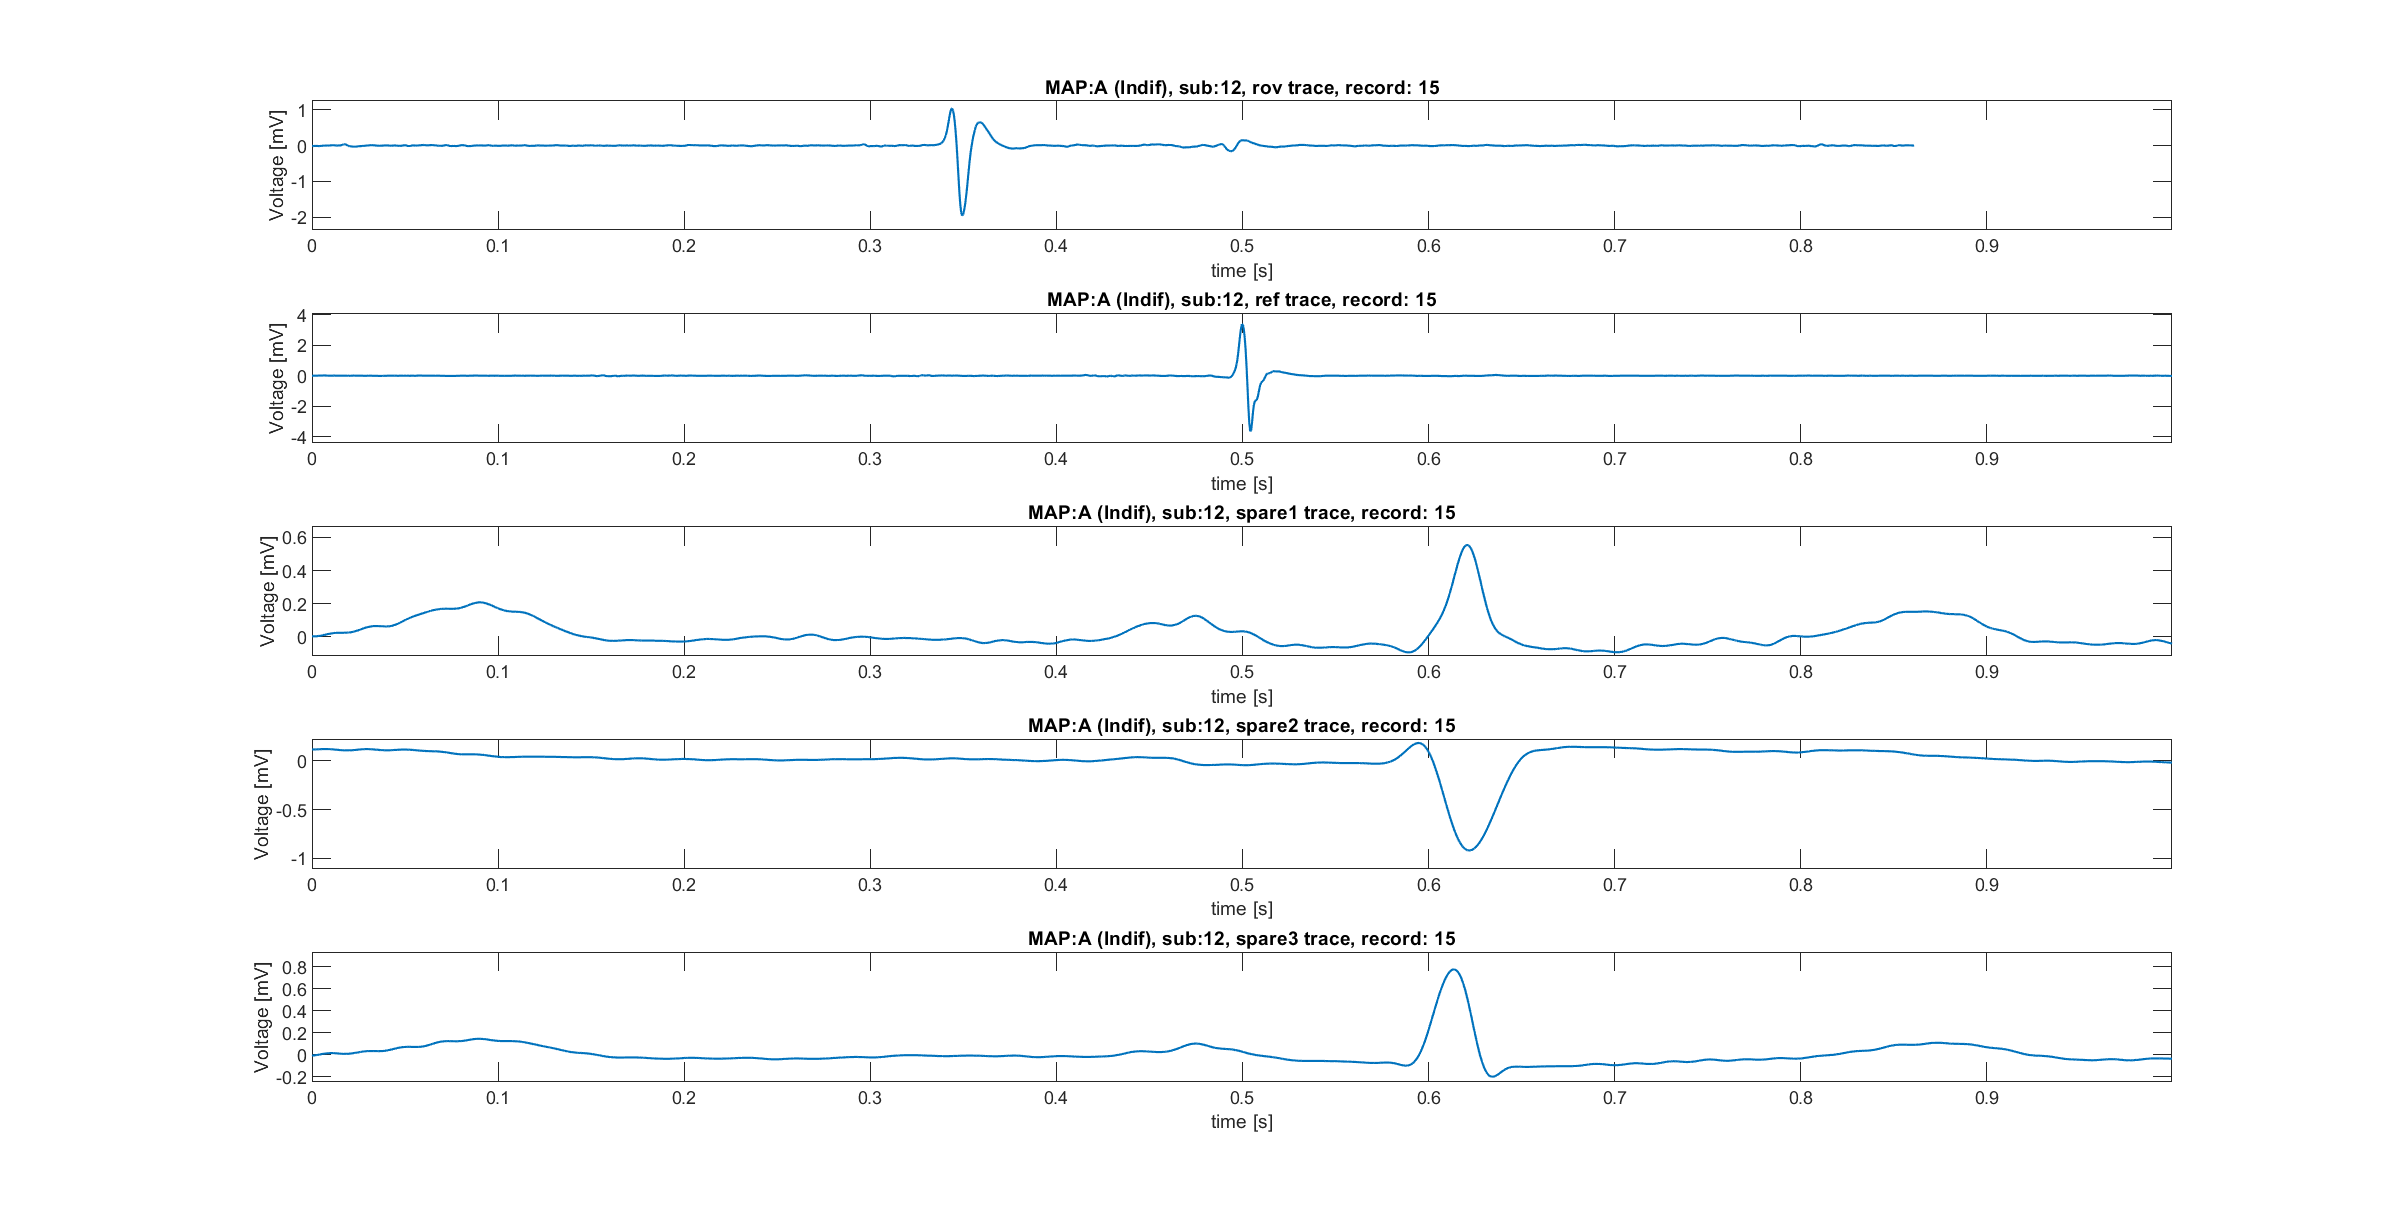 MAP:A (Indif), sub:12, rov trace, record: 15
Voltage [mV]
1
0
-1
-2
0 0.1 0.2 0.3 0.4 0.5 0.6 0.7 0.8 0.9
time [s]
MAP:A (Indif), sub:12, ref trace, record: 15
Voltage [mV]
4
2
0
-2
-4
0 0.1 0.2 0.3 0.4 0.5 0.6 0.7 0.8 0.9
time [s]
MAP:A (Indif), sub:12, spare1 trace, record: 15
Voltage [mV]
0.6
0.4
0.2
0
0 0.1 0.2 0.3 0.4 0.5 0.6 0.7 0.8 0.9
time [s]
MAP:A (Indif), sub:12, spare2 trace, record: 15
Voltage [mV]
0
-0.5
-1
0 0.1 0.2 0.3 0.4 0.5 0.6 0.7 0.8 0.9
time [s]
MAP:A (Indif), sub:12, spare3 trace, record: 15
Voltage [mV]
0.8
0.6
0.4
0.2
0
-0.2
0 0.1 0.2 0.3 0.4 0.5 0.6 0.7 0.8 0.9
time [s]